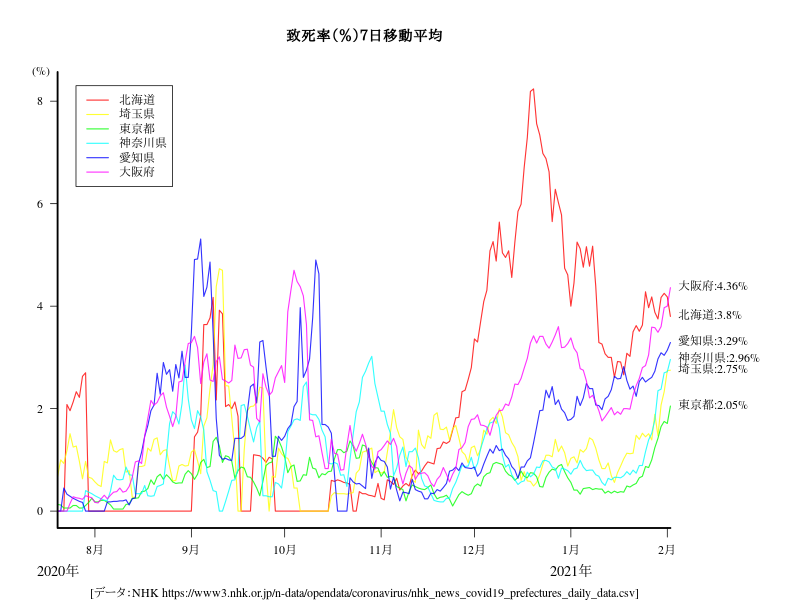 致死率(%)7日移動平均
(%)
8
6
4
2
0
北海道
埼玉県
東京都
神奈川県
愛知県
大阪府
大阪府:4.36%
北海道:3.8%
愛知県:3.29%
神奈川県:2.96%
埼玉県:2.75%
東京都:2.05%
8月 9月 10月 11月 12月 1月 2月
2020年 2021年
[データ:NHK https://www3.nhk.or.jp/n-data/opendata/coronavirus/nhk_news_covid19_prefectures_daily_data.csv]